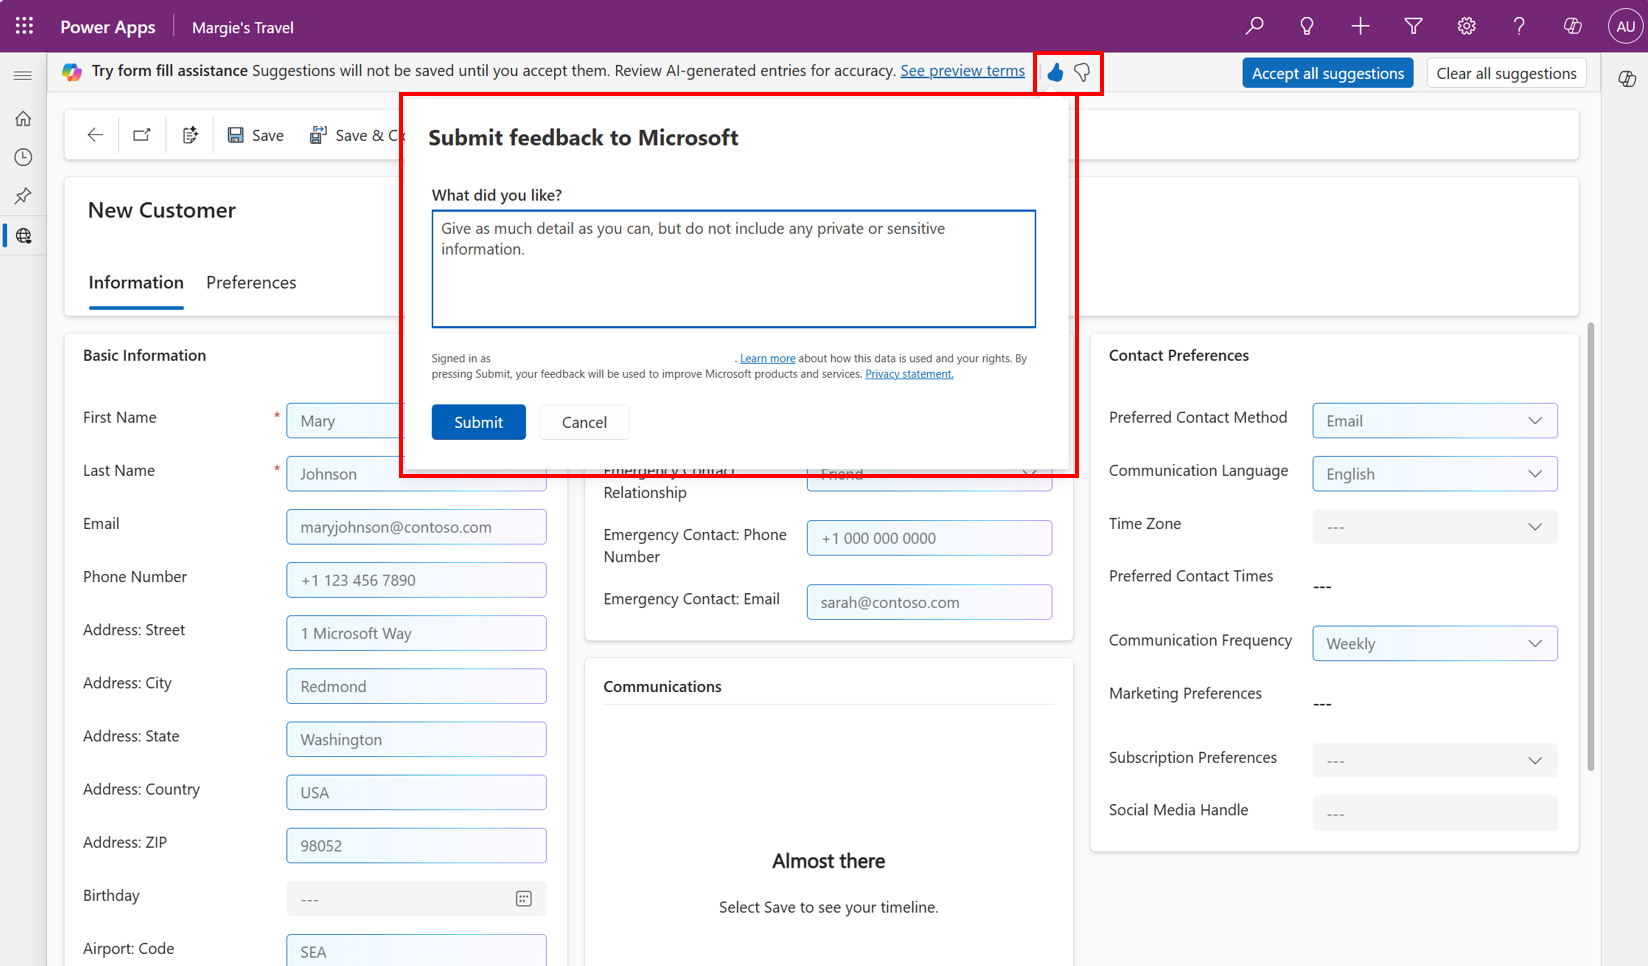 Power Apps
Margie's Travel
AU
Try form fill assistance Suggestions will not be saved until you accept them. Review AI-generated entries for accuracy. See preview terms
Accept all suggestions
Clear all suggestions
Save
Save & C
Submit feedback to Microsoft
What did you like?
Give as much detail as you can, but do not include any private or sensitive
information.
Signed in as . Learn more about how this data is used and your rights. By
pressing Submit, your feedback will be used to improve Microsoft products and services. Privacy statement.
Submit
Cancel
New Customer
Information
Preferences
Basic Information
First Name
*
Mary
Last Name
*
Johnson
Email
maryjohnson@contoso.com
Phone Number
+1 123 456 7890
Address: Street
1 Microsoft Way
Address: City
Redmond
Address: State
Washington
Address: Country
USA
Address: ZIP
98052
Birthday
---
Airport: Code
SEA
Emergency Contact
Relationship
Friend
Emergency Contact: Phone
Number
+1 000 000 0000
Emergency Contact: Email
sarah@contoso.com
Communications
Almost there
Select Save to see your timeline.
Contact Preferences
Preferred Contact Method
Email
Communication Language
English
Time Zone
---
Preferred Contact Times
---
Communication Frequency
Weekly
Marketing Preferences
---
Subscription Preferences
---
Social Media Handle
---